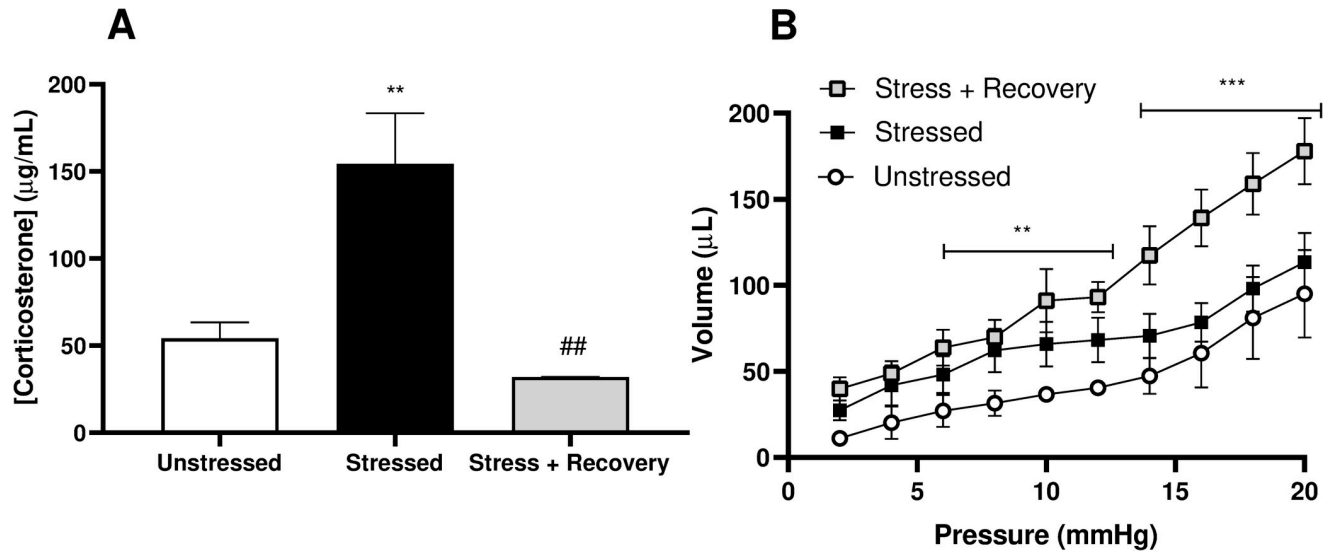 A
[Corticosterone] (μg/mL)
200
150
100
50
0
**
##
Unstressed
Stressed
Stress + Recovery
B
Stress + Recovery
Stressed
Unstressed
Volume (μL)
200
150
100
50
0
**
***
0
5
10
15
20
Pressure (mmHg)